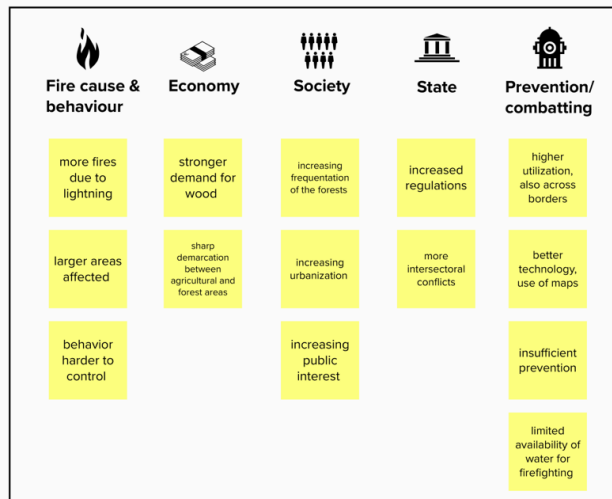 Fire cause &
behaviour
Economy
Society
State
Prevention/
combatting
more fires
due to
lightning
larger areas
affected
behavior
harder to
control
stronger
demand for
wood
sharp
demarcation
between
agricultural and
forest areas
increasing
frequentation
of the forests
increasing
urbanization
increasing
public
interest
increased
regulations
more
intersectoral
conflicts
higher
utilization,
also across
borders
better
technology,
use of maps
insufficient
prevention
limited
availability of
water for
firefighting